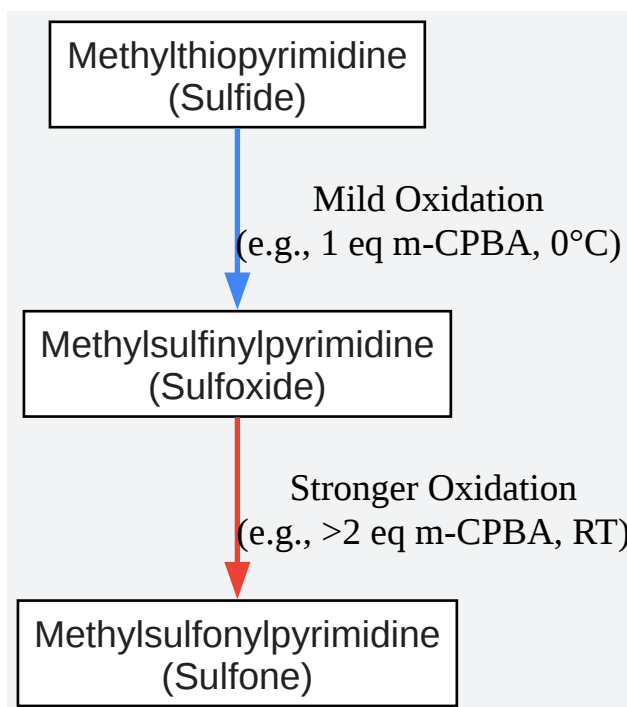 Methylthiopyrimidine
(Sulfide)
Mild Oxidation
(e.g., 1 eq m-CPBA, 0°C)
Methylsulfinylpyrimidine
(Sulfoxide)
Stronger Oxidation
(e.g., >2 eq m-CPBA, RT)
Methylsulfonylpyrimidine
(Sulfone)